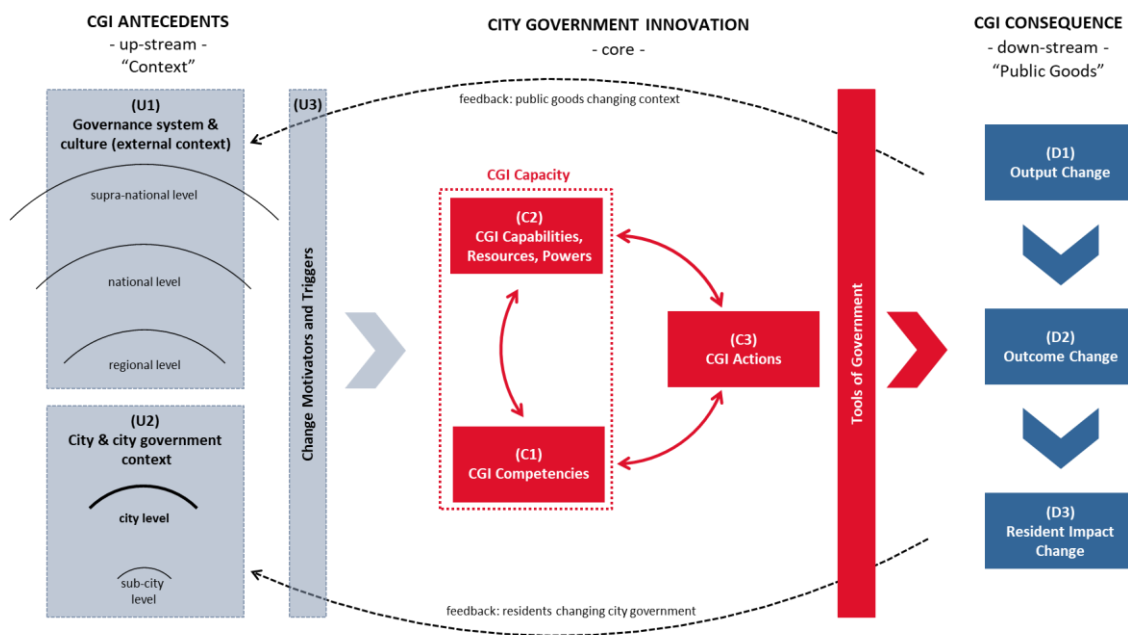 CGI ANTECEDENTS
- up-stream -
“Context”
(U1)
Governance system &
culture (external context)
supra-national level
national level
regional level
(U2)
City & city government
context
city level
sub-city
level
(U3)
Change Motivators and Triggers
CITY GOVERNMENT INNOVATION
- core -
feedback: public goods changing context
CGI Capacity
(C2)
CGI Capabilities,
Resources, Powers
(C3)
CGI Actions
(C1)
CGI Competencies
feedback: residents changing city government
Tools of Government
CGI CONSEQUENCE
- down-stream -
“Public Goods”
(D1)
Output Change
(D2)
Outcome Change
(D3)
Resident Impact
Change